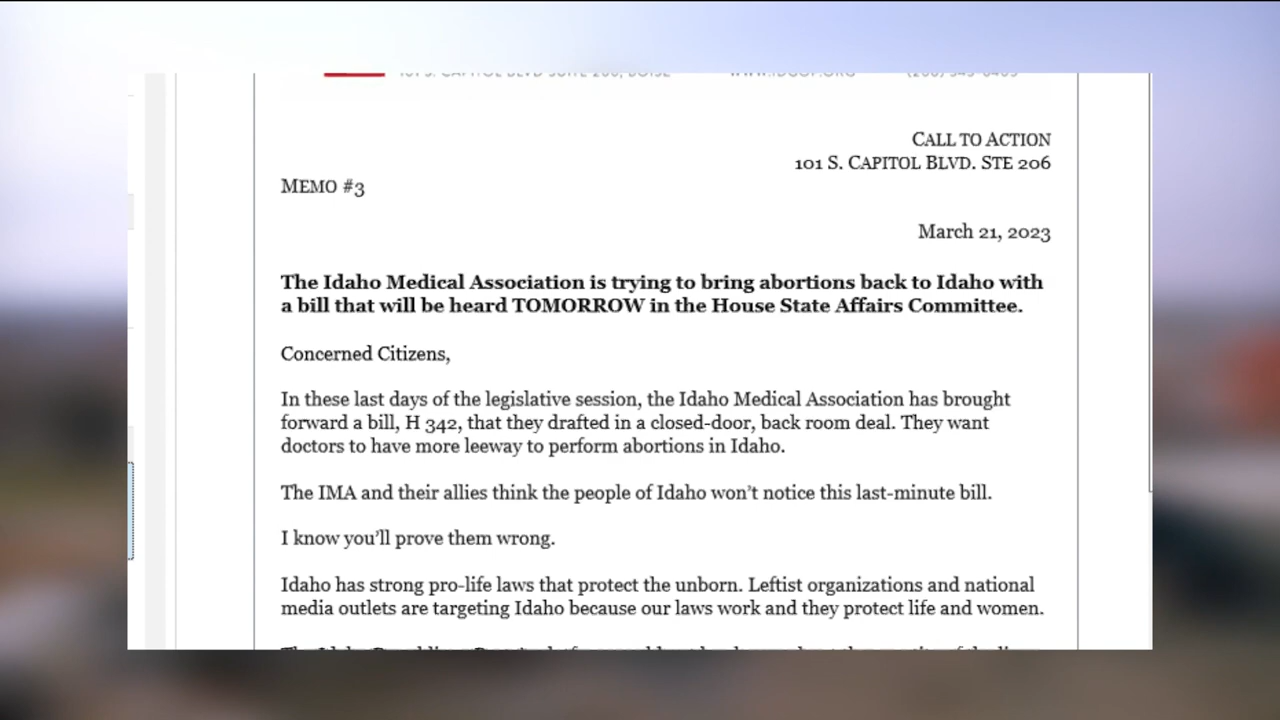 CALL TO ACTION
101 S. CAPITOL BLVD. STE 206
MEMO #3
March 21, 2023
The Idaho Medical Association is trying to bring abortions back to Idaho with
a bill that will be heard TOMORROW in the House State Affairs Committee.
Concerned Citizens,
In these last days of the legislative session, the Idaho Medical Association has brought
forward a bill, H 342, that they drafted in a closed-door, back room deal. They want
doctors to have more leeway to perform abortions in Idaho.
The IMA and their allies think the people of Idaho won’t notice this last-minute bill.
I know you’ll prove them wrong.
Idaho has strong pro-life laws that protect the unborn. Leftist organizations and national
media outlets are targeting Idaho because our laws work and they protect life and women.